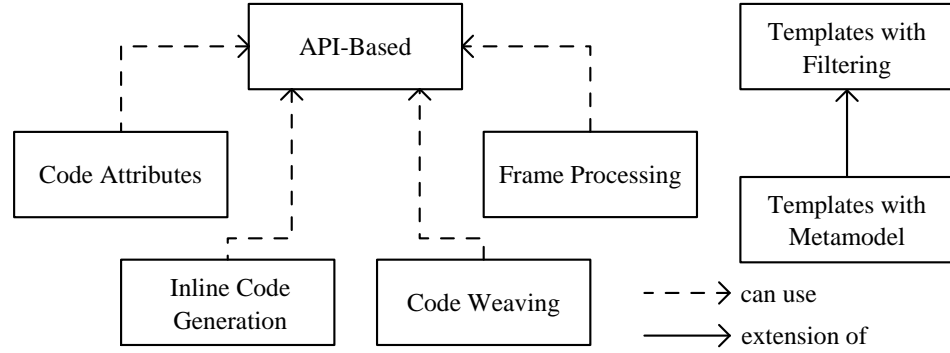 API-Based
Templates with
Filtering
Code Attributes
Frame Processing
Templates with
Metamodel
Inline Code
Generation
Code Weaving
can use
extension of